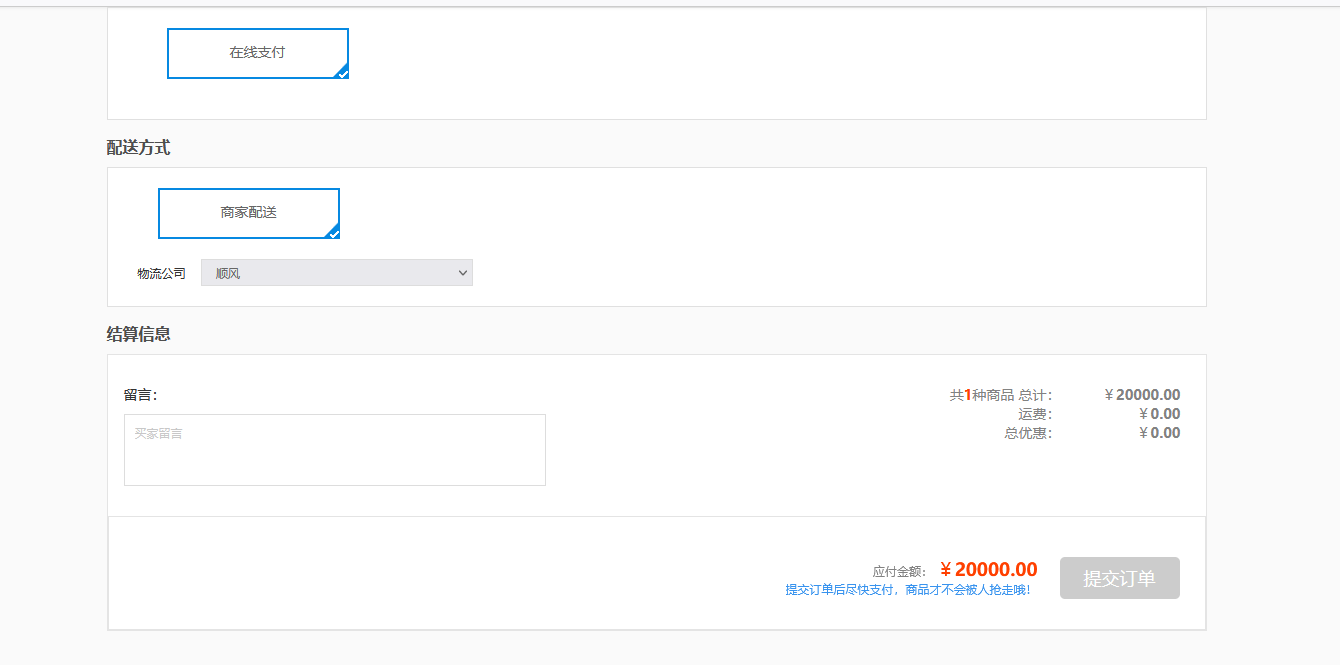 在线支付
配送方式
商家配送
物流公司 顺风
结算信息
留言：
买家留言
共1种商品 总计： ￥20000.00
运费： ￥0.00
总优惠： ￥0.00
应付金额： ￥20000.00
提交订单后尽快支付，商品才不会被人抢走哦！
提交订单